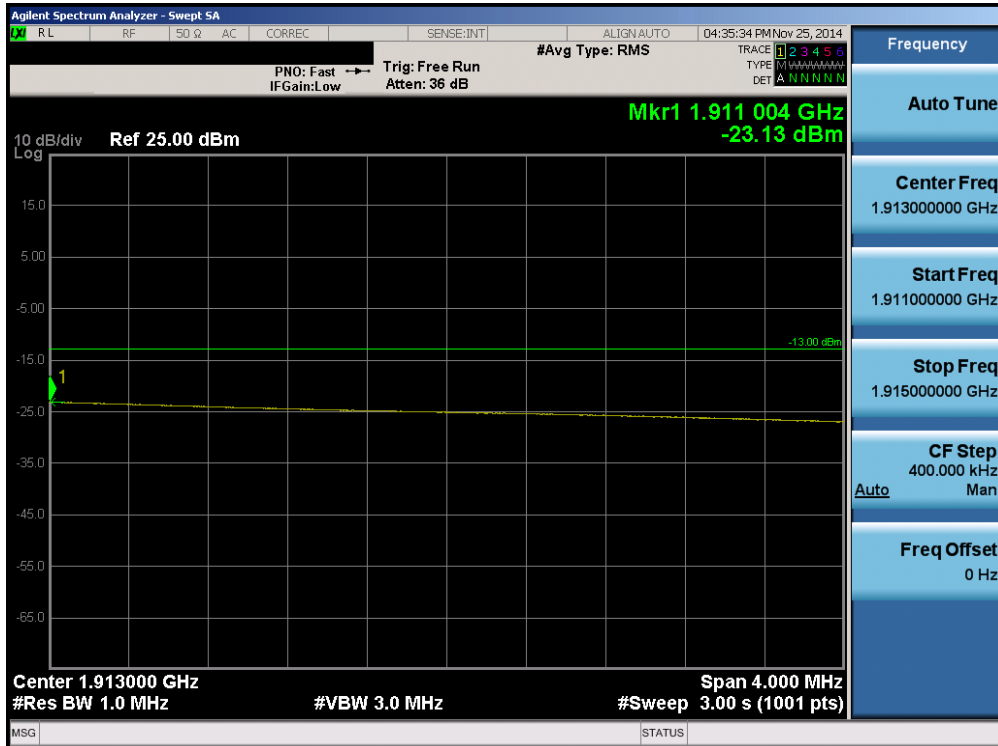 Agilent Spectrum Analyzer - Swept SA
LXI RL RF 50 Ω AC CORREC SENSE:INT ALIGN AUTO 04:35:34 PM Nov 25, 2014
#Avg Type: RMS TRACE 1 2 3 4 5 6
PNO: Fast Trig: Free Run TYPE M WWWWW
IFGain:Low Atten: 36 dB DET A N N N N N
Mkr1 1.911 004 GHz
-23.13 dBm
10 dB/div Ref 25.00 dBm
Log
15.0
5.00
-5.00
-13.00 dBm
-15.0
1
-25.0
-35.0
-45.0
-55.0
-65.0
Center 1.913000 GHz Span 4.000 MHz
#Res BW 1.0 MHz #VBW 3.0 MHz #Sweep 3.00 s (1001 pts)
MSG STATUS
Frequency
Auto Tune
Center Freq
1.913000000 GHz
Start Freq
1.911000000 GHz
Stop Freq
1.915000000 GHz
CF Step
400.000 kHz
Auto Man
Freq Offset
0 Hz